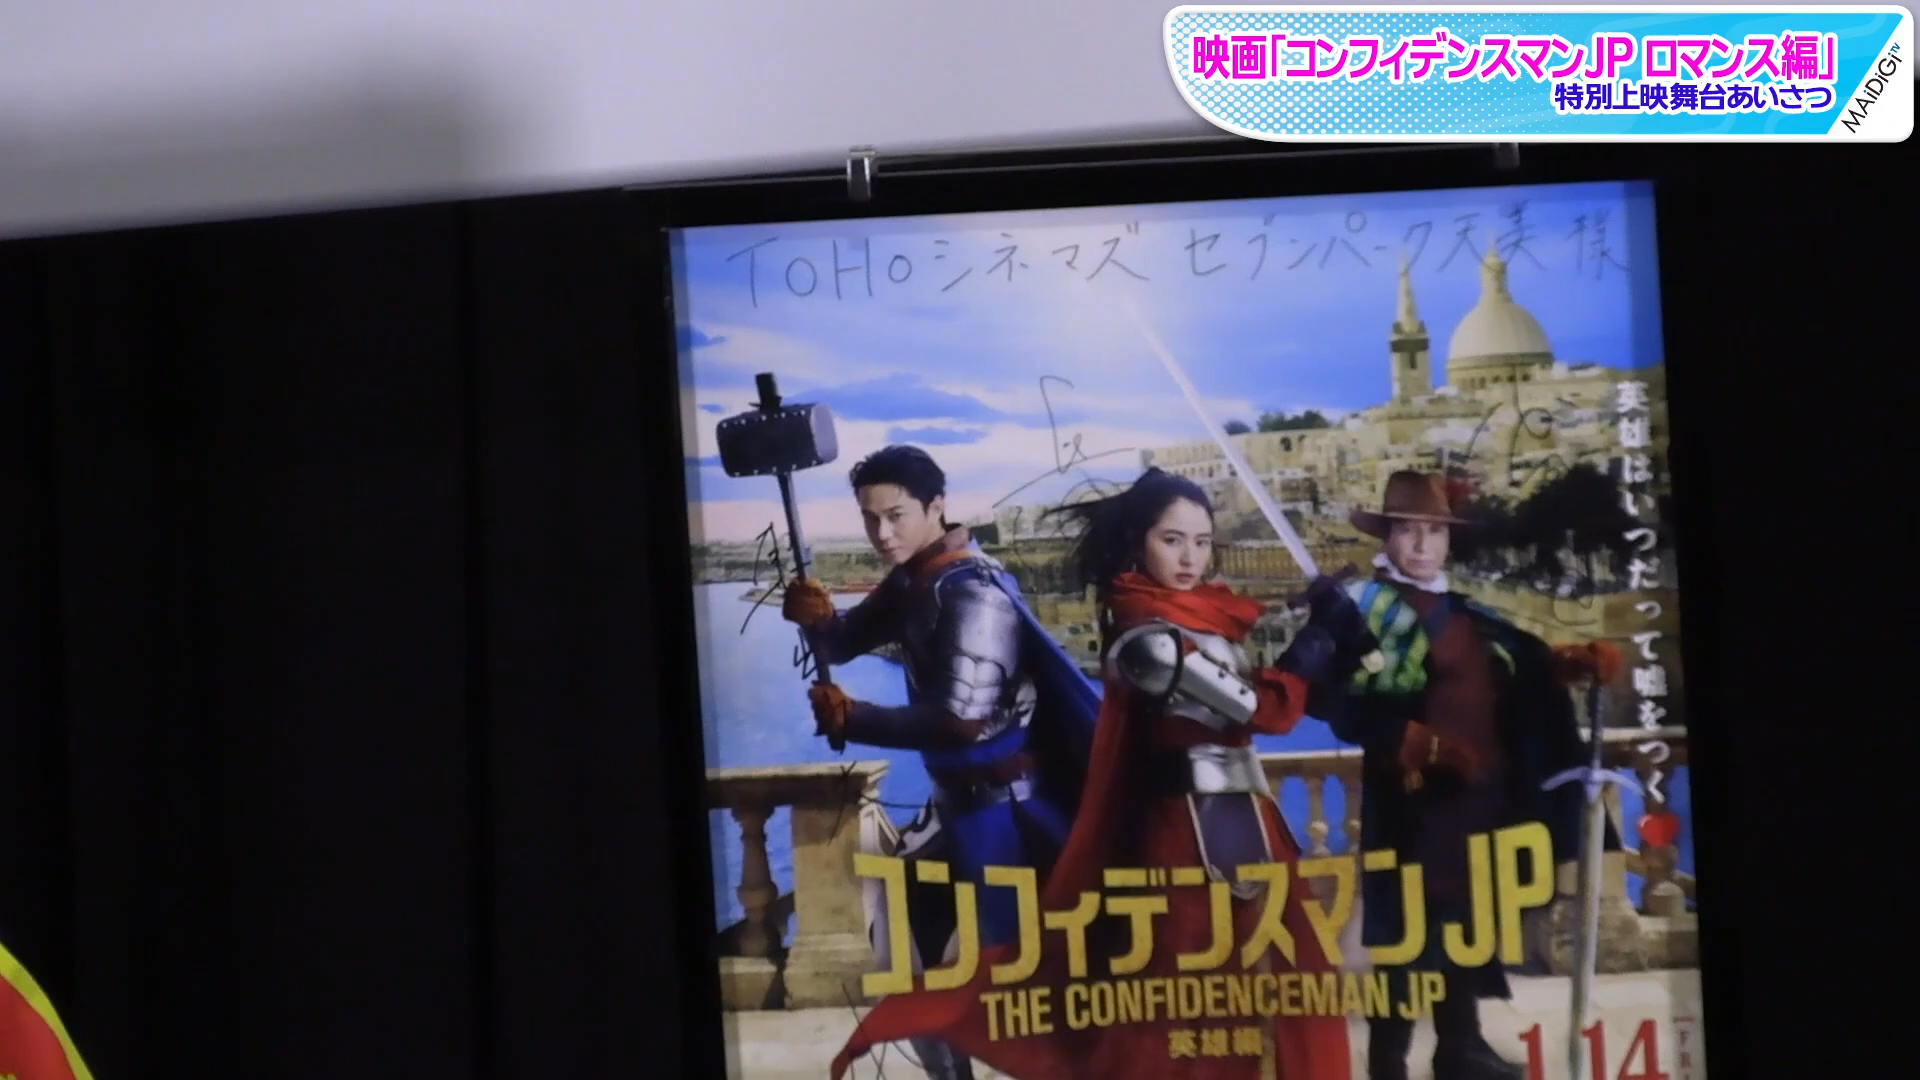 映画「コンフィデンスマンJP ロマンス編」
特別上映舞台あいさつ
MAiDiGiTV
TOHOシネマズ セブンパーク天美 様
英雄はいつだって嘘をつく
コンフィデンスマンJP
THE CONFIDENCEMAN JP
英雄編
1.14